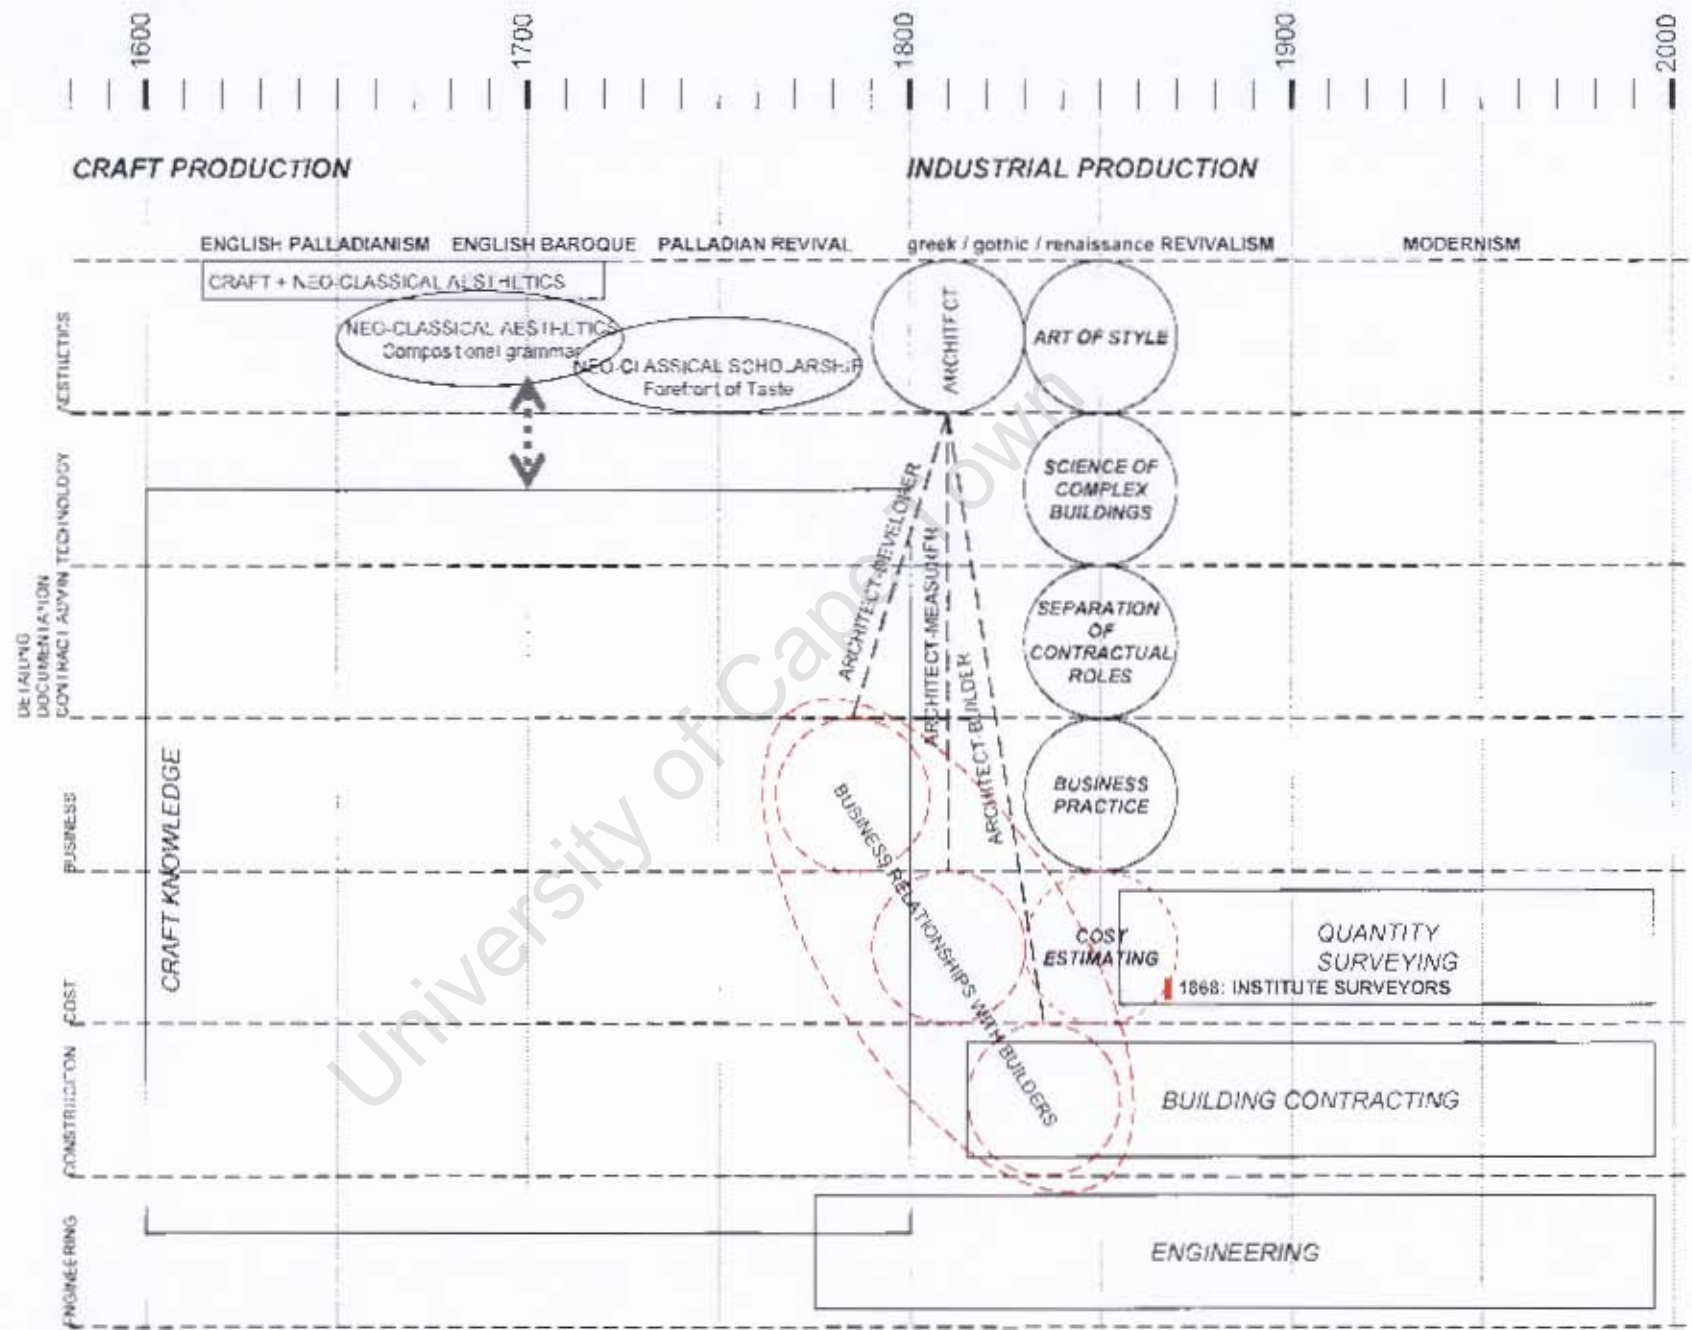 1600
1700
1800
1900
2000
CRAFT PRODUCTION
INDUSTRIAL PRODUCTION
ENGLISH PALLADIANISM
ENGLISH BAROQUE
PALLADIAN REVIVAL
greek / gothic / renaissance REVIVALISM
MODERNISM
CRAFT + NEO-CLASSICAL AESTHETICS
NEO-CLASSICAL AESTHETICS
Compositional grammar
NEO-CLASSICAL SCHOLARSHIP
Forefront of Taste
ARCHITECT
ART OF STYLE
AESTHETICS
SCIENCE OF
COMPLEX
BUILDINGS
TECHNOLOGY
ARCHITECT-DEVELOPER
ARCHITECT-MEASURER
ARCHITECT-BUILDER
SEPARATION
OF
CONTRACTUAL
ROLES
DETAILING
DOCUMENTATION
CONTRACT ADMIN
BUSINESS
PRACTICE
BUSINESS
CRAFT KNOWLEDGE
BUSINESS RELATIONSHIPS WITH BUILDERS
COST
ESTIMATING
QUANTITY
SURVEYING
1868: INSTITUTE SURVEYORS
COST
BUILDING CONTRACTING
CONSTRUCTION
ENGINEERING
ENGINEERING
University of Cape Town